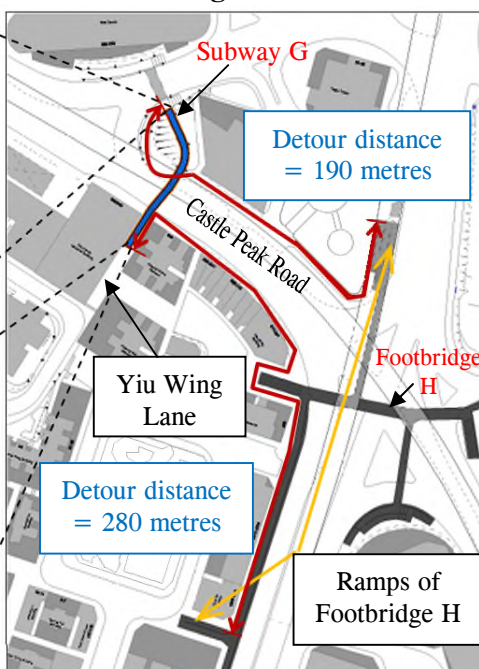 Subway G
Detour distance
= 190 metres
Castle Peak Road
Footbridge
H
Yiu Wing
Lane
Detour distance
= 280 metres
Ramps of
Footbridge H